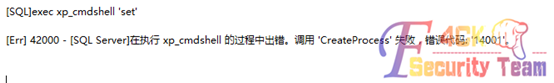 [SQL]exec xp_cmdshell 'set'
[Err] 42000 - [SQL Server]在执行 xp_cmdshell 的过程中出错。调用 'CreateProcess' 失败，错误代码: '14001'。
F4CK
Security Team